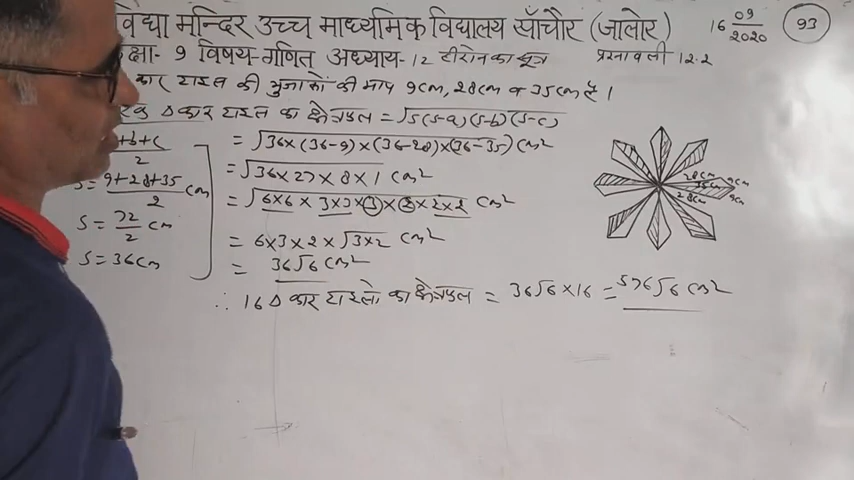 विद्या मन्दिर उच्च माध्यमिक विद्यालय साँचौर (जालोर)
16 09/2020
93
कक्षा- 9 विषय-गणित अध्याय-12 हीरोन का सूत्र प्रश्नावली 12.2
कार टाइल की भुजाओं की माप 9cm, 28cm व 35cm है।
एक Δ कार टाइल का क्षेत्रफल = √s(s-a)(s-b)(s-c)
+b+c/2
= √36×(36-9)×(36-28)×(36-35) cm²
s = 9+28+35/2 cm
= √36×27×8×1 cm²
= √6×6×3×3×3×2×2×2 cm²
s = 72/2 cm
= 6×3×2×√3×2 cm²
s = 36cm
= 36√6 cm²
∴ 16 Δ कार टाइलो का क्षेत्रफल = 36√6×16 = 576√6 cm²
28cm
35cm
28cm
9cm
9cm